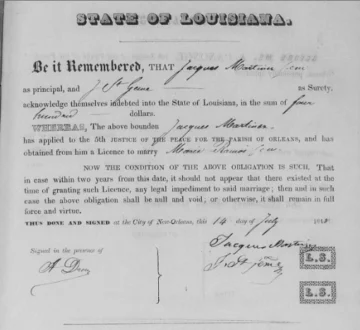 STATE OF LOUISIANA.
Be it Remembered, THAT Jacques Martinez
as principal, and J St as Surety,
acknowledge themselves indebted into the State of Louisiana, in the sum of four
hundred dollars.
WHEREAS, The above bounden Jacques Martinez
has applied to the 5th JUSTICE OF THE PEACE FOR THE PARISH OF ORLEANS, and has
obtained from him a Licence to marry Marie
NOW THE CONDITION OF THE ABOVE OBLIGATION IS SUCH, That
in case within two years from this date, it should not appear that there existed at the
time of granting such Licence, any legal impediment to said marriage; then and in such
case the above obligation shall be null and void; or otherwise, it shall remain in full
force and virtue.
THUS DONE AND SIGNED at the City of New-Orleans, this 14 day of July
Signed in the presence of
Jacques Martinez
L.S.
J. St
L.S.